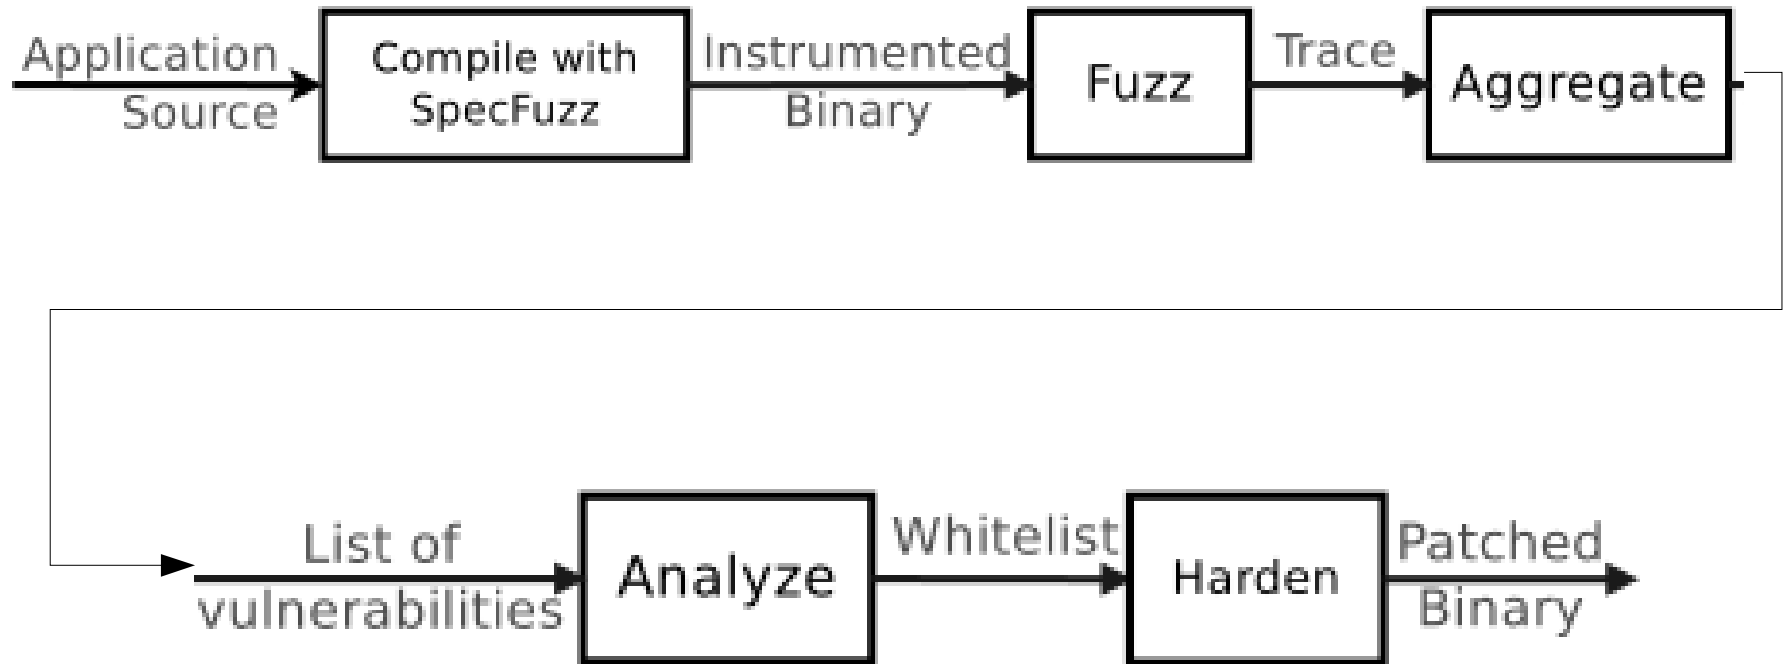 Application
Source
Compile with
SpecFuzz
Instrumented
Binary
Fuzz
Trace
Aggregate
List of
vulnerabilities
Analyze
Whitelist
Harden
Patched
Binary